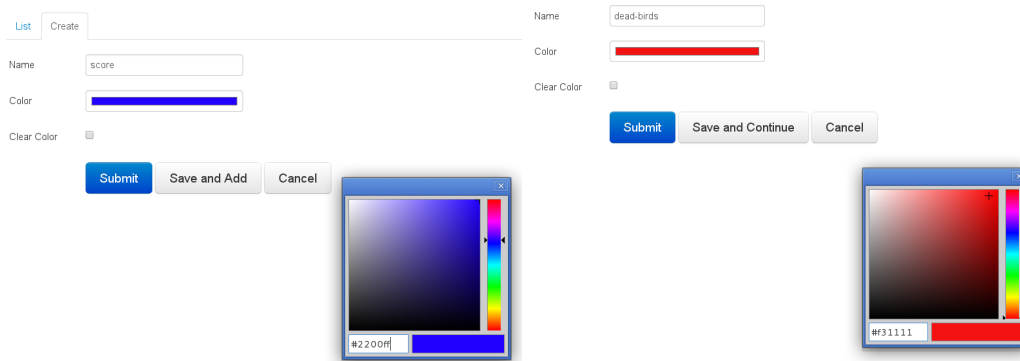 List Create
Name score
Color
Clear Color
Submit Save and Add Cancel
#2200ff
Name dead-birds
Color
Clear Color
Submit Save and Continue Cancel
#f31111